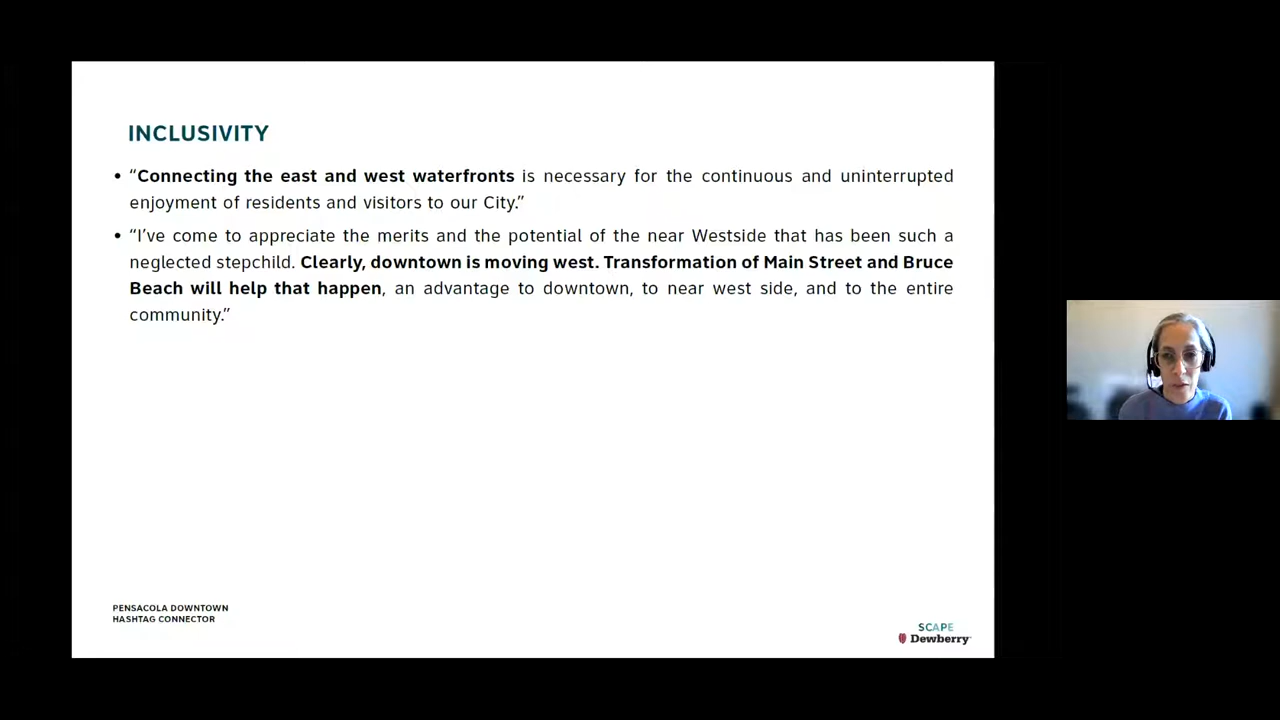 INCLUSIVITY
• “Connecting the east and west waterfronts is necessary for the continuous and uninterrupted
enjoyment of residents and visitors to our City.”
• “I’ve come to appreciate the merits and the potential of the near Westside that has been such a
neglected stepchild. Clearly, downtown is moving west. Transformation of Main Street and Bruce
Beach will help that happen, an advantage to downtown, to near west side, and to the entire
community.”
PENSACOLA DOWNTOWN
HASHTAG CONNECTOR
SCAPE
Dewberry